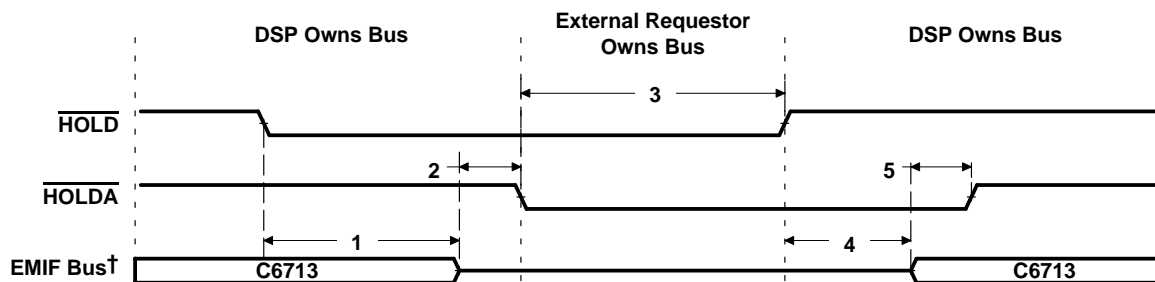 DSP Owns Bus
External Requestor
Owns Bus
DSP Owns Bus
3
HOLD
2
5
HOLDA
1
4
EMIF Bus†
C6713
C6713